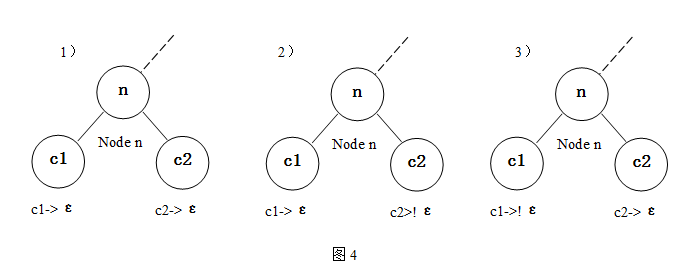 1） 2） 3）
n n n
Node n Node n Node n
c1 c2 c1 c2 c1 c2
c1-> ε c2-> ε c1-> ε c2>! ε c1->! ε c2-> ε
图 4